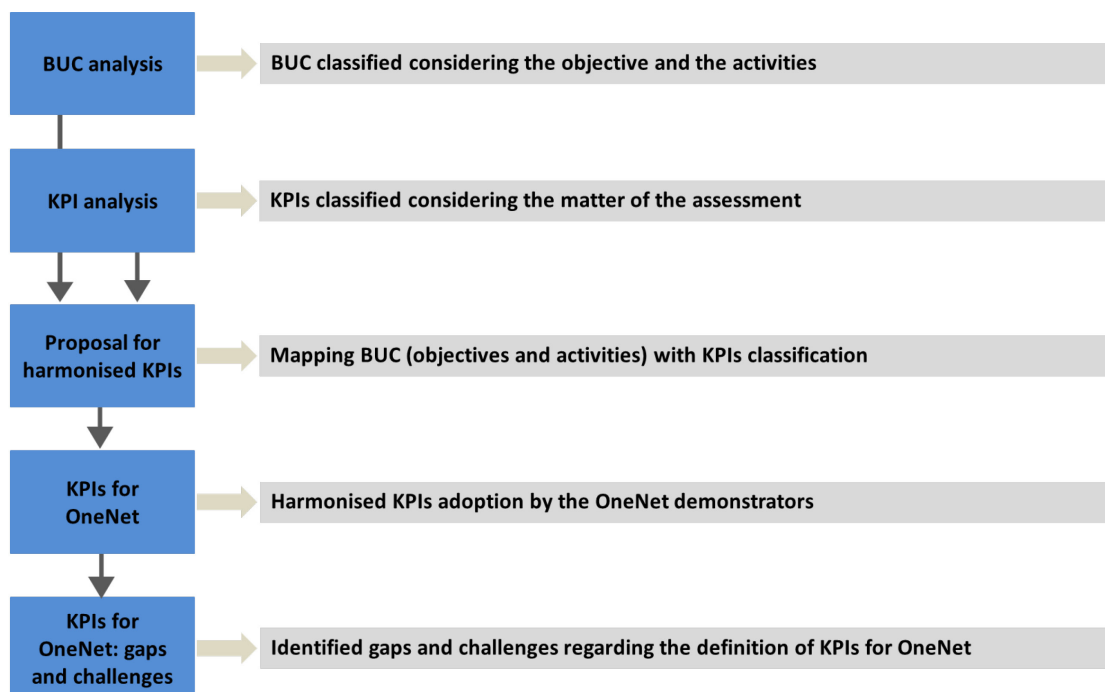 BUC analysis
BUC classified considering the objective and the activities
KPI analysis
KPIs classified considering the matter of the assessment
Proposal for
harmonised KPIs
Mapping BUC (objectives and activities) with KPIs classification
KPIs for
OneNet
Harmonised KPIs adoption by the OneNet demonstrators
KPIs for
OneNet: gaps
and challenges
Identified gaps and challenges regarding the definition of KPIs for OneNet